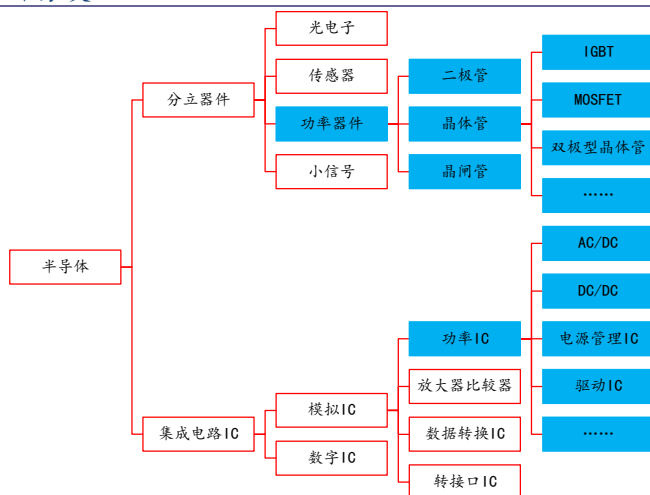 光电子
传感器
功率器件
小信号
分立器件
二极管
晶体管
晶闸管
IGBT
MOSFET
双极型晶体管
……
半导体
AC/DC
DC/DC
电源管理IC
驱动IC
……
功率IC
放大器比较器
数据转换IC
转接口IC
模拟IC
数字IC
集成电路IC